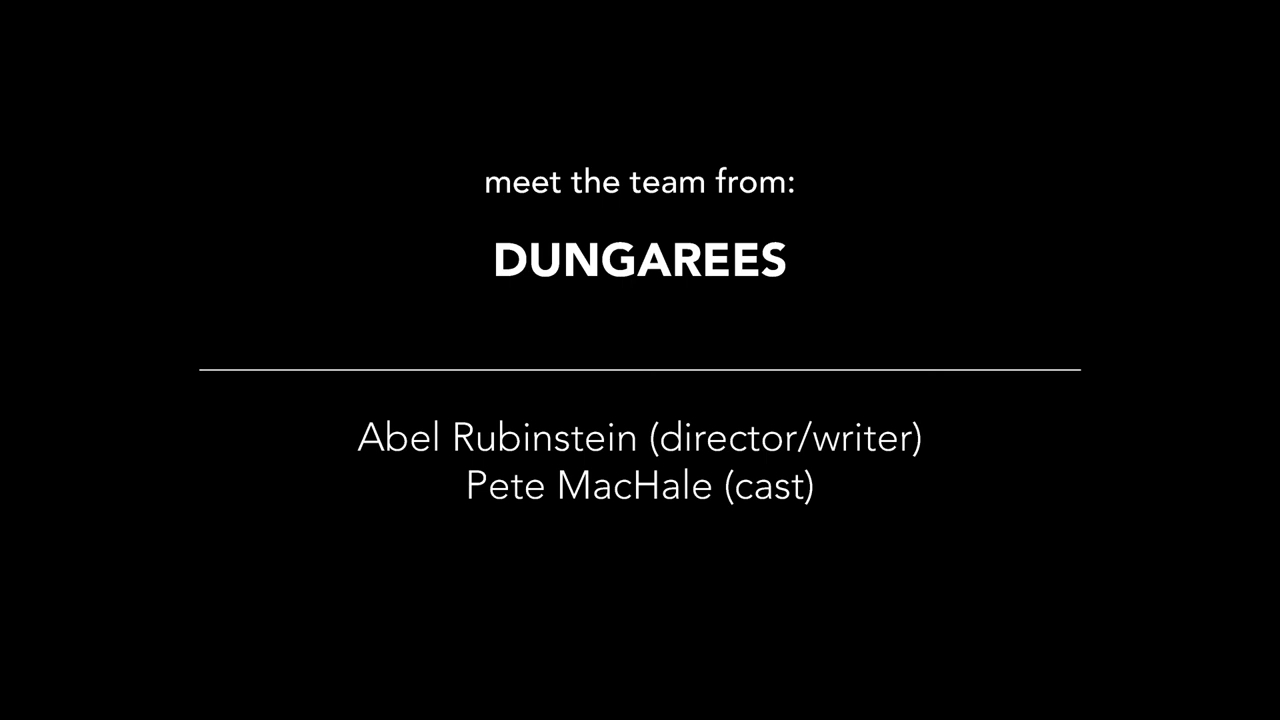 meet the team from:
DUNGAREES
Abel Rubinstein (director/writer)
Pete MacHale (cast)